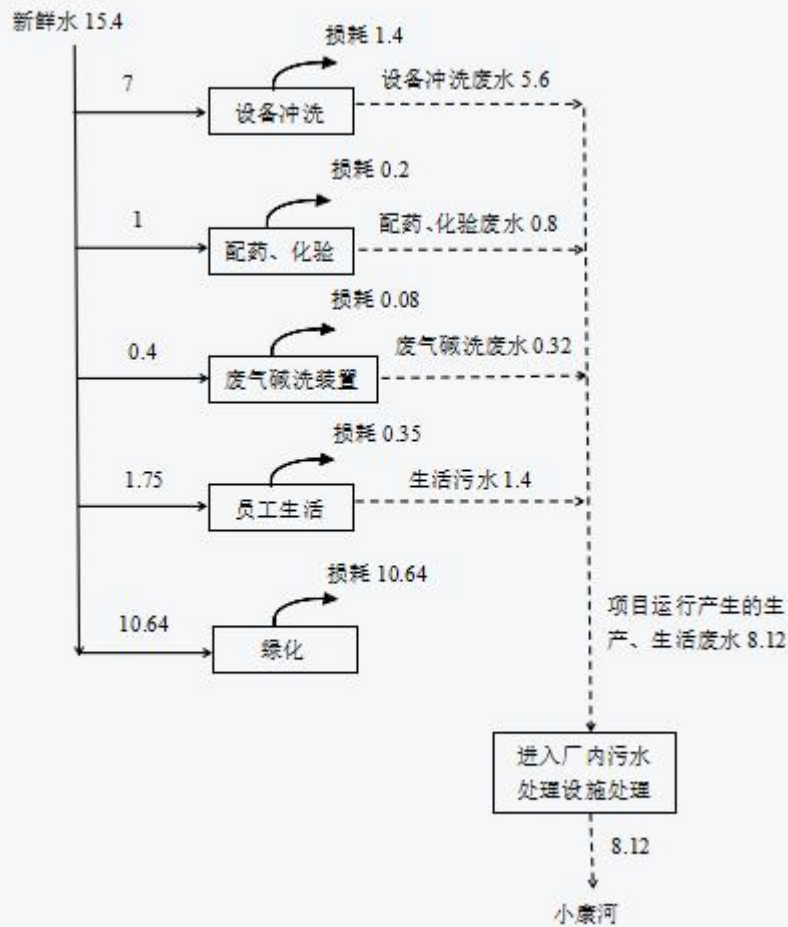 新鲜水 15.4
损耗 1.4
7
设备冲洗
设备冲洗废水 5.6
损耗 0.2
1
配药、化验
配药、化验废水 0.8
损耗 0.08
0.4
废气碱洗装置
废气碱洗废水 0.32
损耗 0.35
1.75
员工生活
生活污水 1.4
损耗 10.64
10.64
绿化
项目运行产生的生
产、生活废水 8.12
进入厂内污水
处理设施处理
8.12
小康河